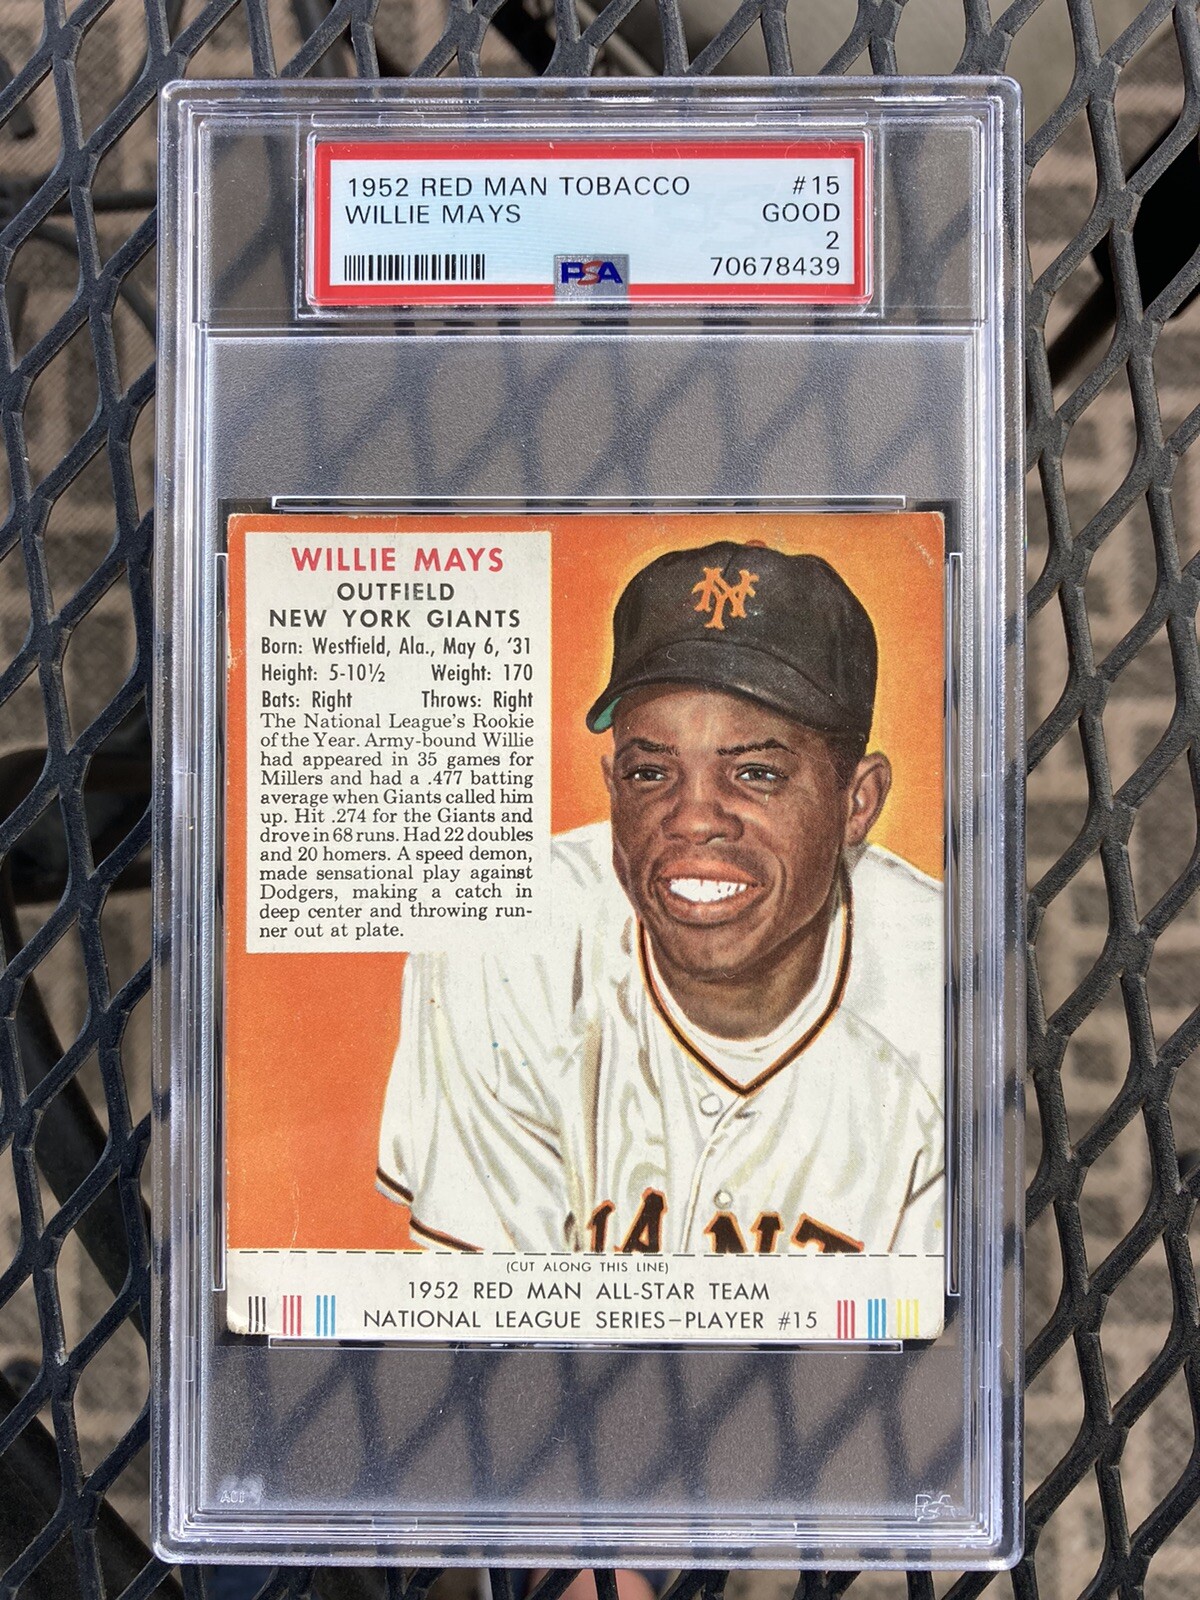 1952 RED MAN TOBACCO #15
WILLIE MAYS GOOD
2
PSA 70678439
WILLIE MAYS
OUTFIELD
NEW YORK GIANTS
Born: Westfield, Ala., May 6, '31
Height: 5-10½ Weight: 170
Bats: Right Throws: Right
The National League's Rookie
of the Year. Army-bound Willie
had appeared in 35 games for
Millers and had a .477 batting
average when Giants called him
up. Hit .274 for the Giants and
drove in 68 runs. Had 22 doubles
and 20 homers. A speed demon,
made sensational play against
Dodgers, making a catch in
deep center and throwing run-
ner out at plate.
NY
IANT
(CUT ALONG THIS LINE)
1952 RED MAN ALL-STAR TEAM
NATIONAL LEAGUE SERIES–PLAYER #15
PSA